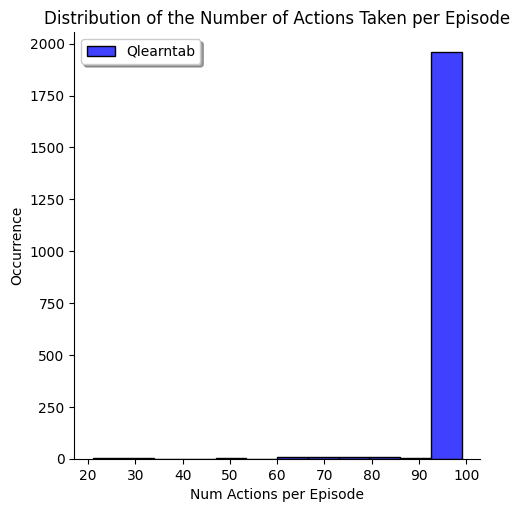 Distribution of the Number of Actions Taken per Episode
Qlearntab
2000
1750
1500
1250
1000
750
500
250
0
Occurrence
20 30 40 50 60 70 80 90 100
Num Actions per Episode